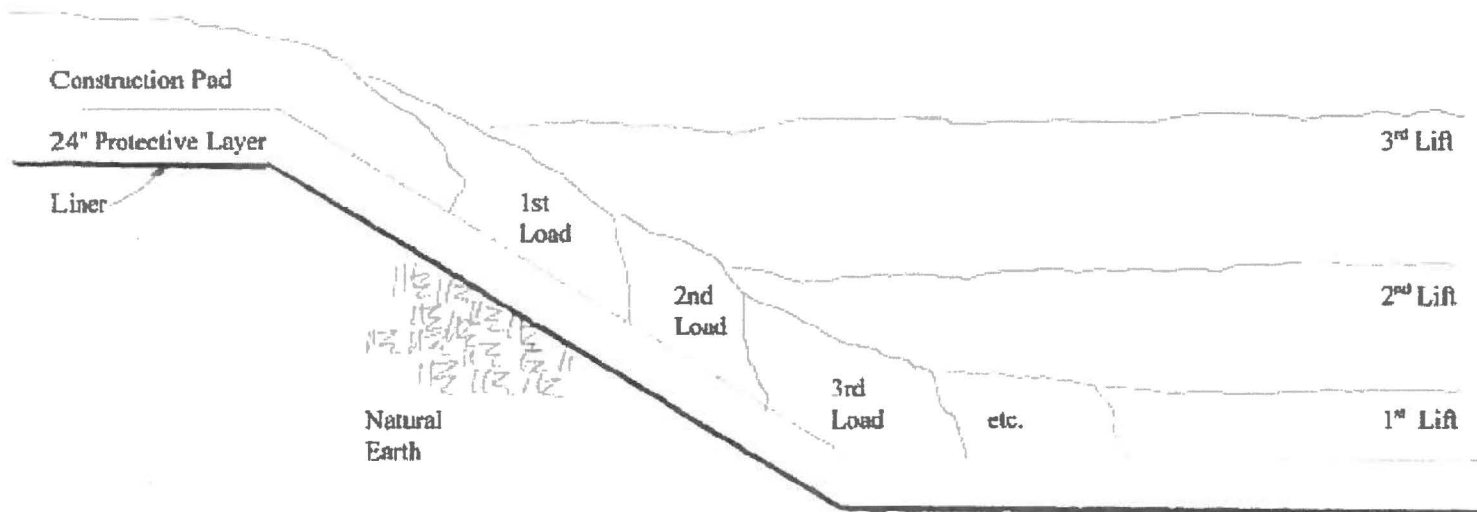 Construction Pad
24" Protective Layer
Liner
3rd Lift
1st
Load
2nd
Load
2nd Lift
3rd
Load
etc.
1st Lift
Natural
Earth